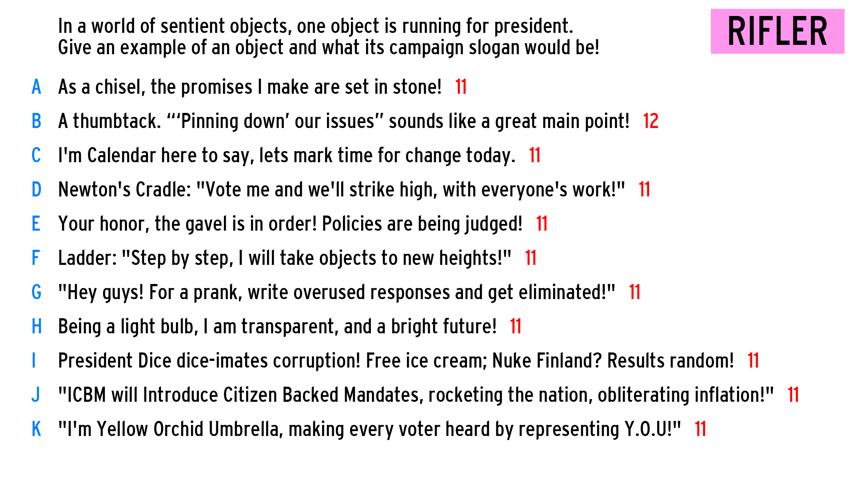 In a world of sentient objects, one object is running for president.
Give an example of an object and what its campaign slogan would be!
RIFLER
A As a chisel, the promises I make are set in stone! 11
B A thumbtack. “‘Pinning down’ our issues” sounds like a great main point! 12
C I'm Calendar here to say, lets mark time for change today. 11
D Newton's Cradle: "Vote me and we'll strike high, with everyone's work!" 11
E Your honor, the gavel is in order! Policies are being judged! 11
F Ladder: "Step by step, I will take objects to new heights!" 11
G "Hey guys! For a prank, write overused responses and get eliminated!" 11
H Being a light bulb, I am transparent, and a bright future! 11
I President Dice dice-imates corruption! Free ice cream; Nuke Finland? Results random! 11
J "ICBM will Introduce Citizen Backed Mandates, rocketing the nation, obliterating inflation!" 11
K "I'm Yellow Orchid Umbrella, making every voter heard by representing Y.O.U!" 11